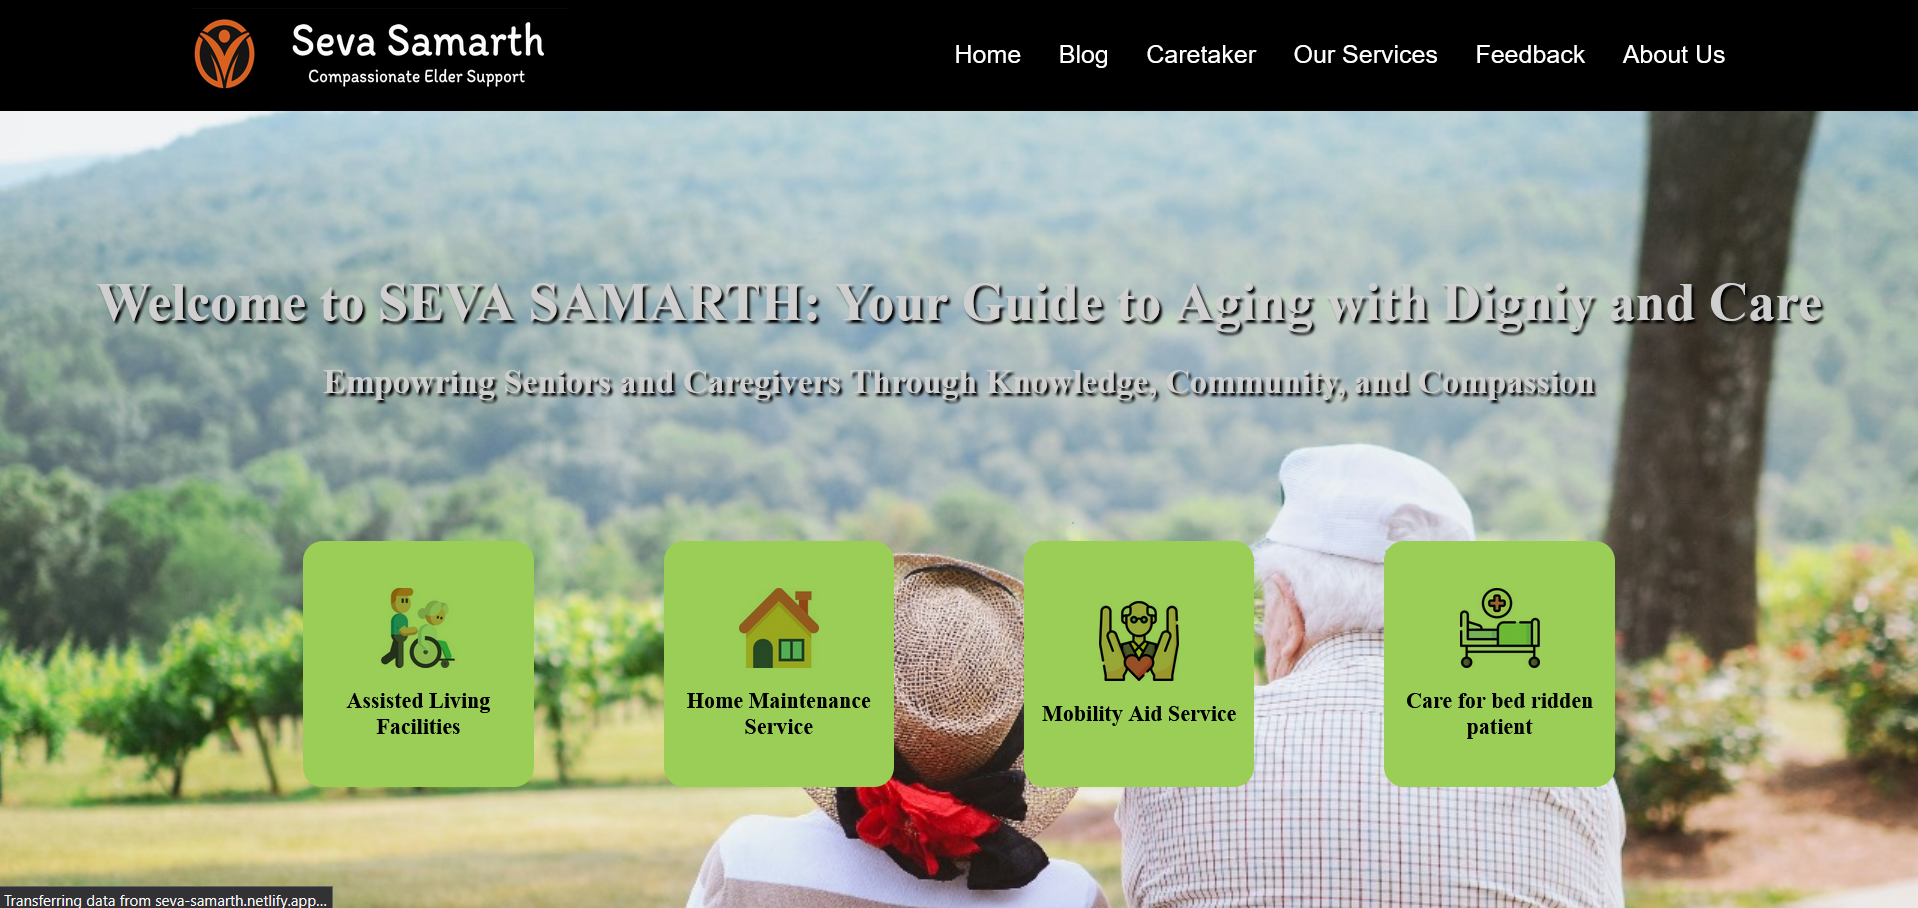 Seva Samarth
Compassionate Elder Support
Home Blog Caretaker Our Services Feedback About Us
Welcome to SEVA SAMARTH: Your Guide to Aging with Digniy and Care
Empowring Seniors and Caregivers Through Knowledge, Community, and Compassion
Assisted Living
Facilities
Home Maintenance
Service
Mobility Aid Service
Care for bed ridden
patient
Transferring data from seva-samarth.netlify.app...